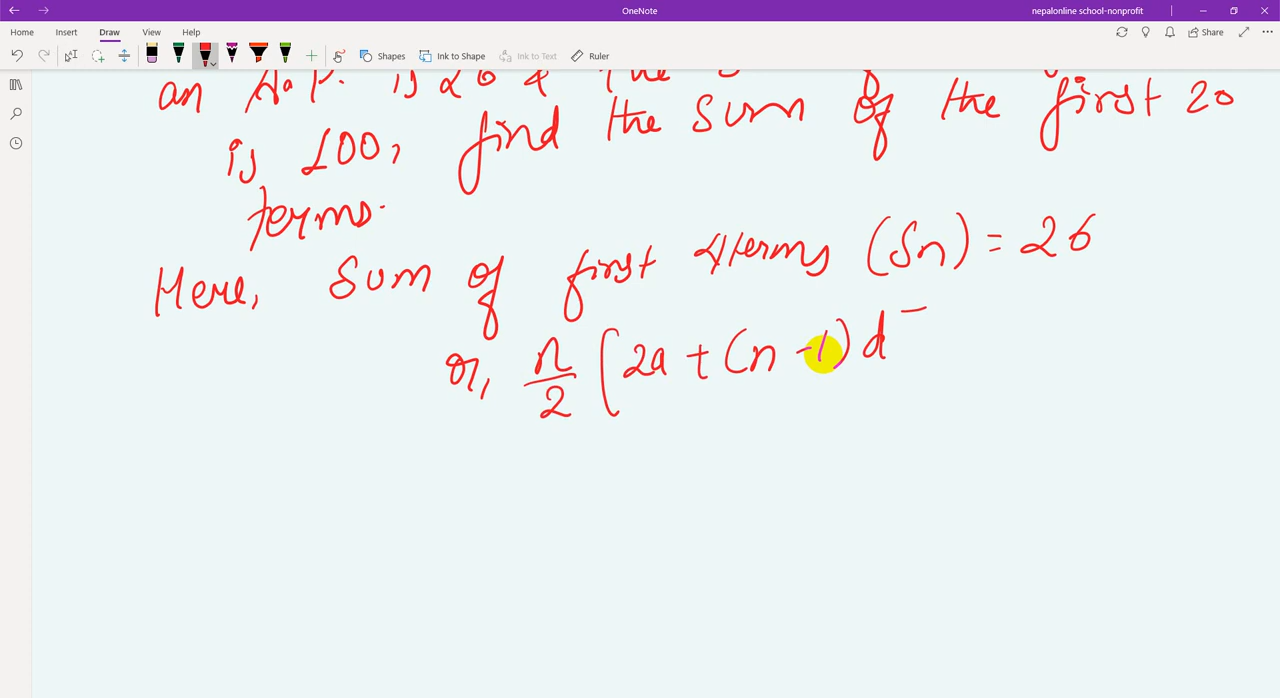 OneNote
nepalonline school-nonprofit
Home Insert Draw View Help
Share
Shapes Ink to Shape Ink to Text Ruler
an A.P. is 26 & the
is 100, find the sum of the first 20
terms.
Here, Sum of first 4 terms (Sn) = 26
or, n/2 [2a + (n - 1) d